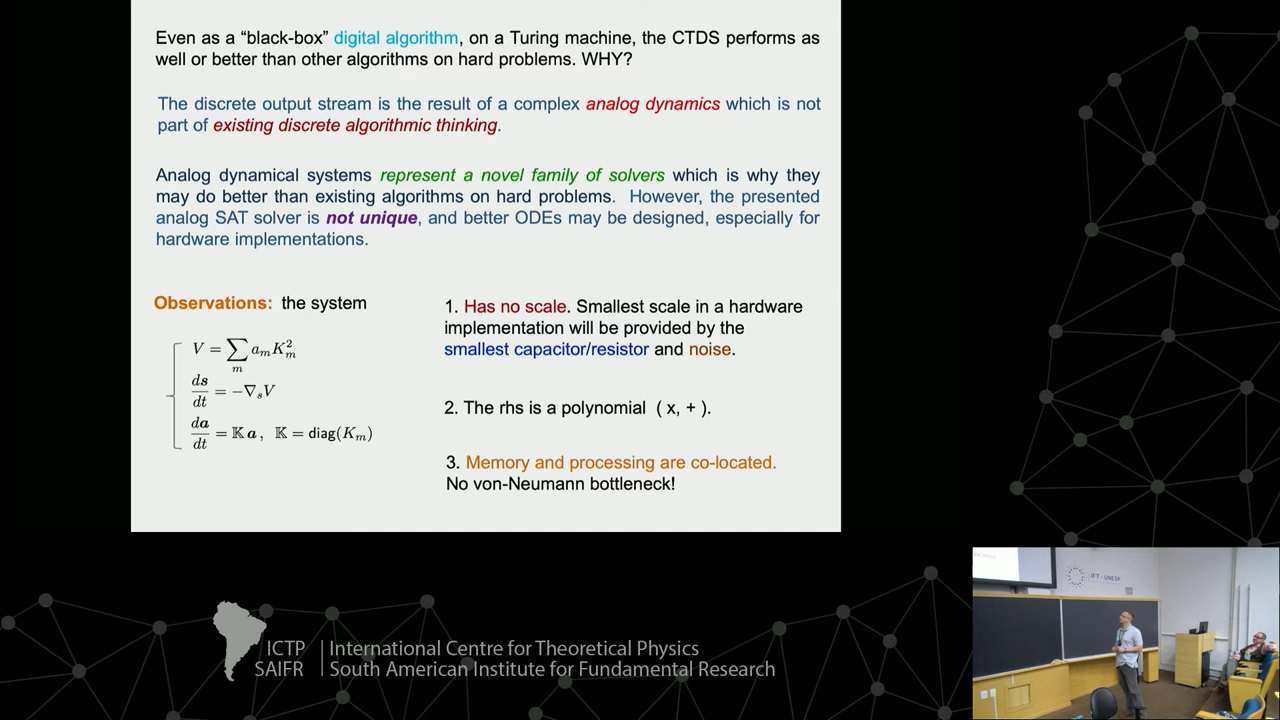 Even as a “black-box” digital algorithm, on a Turing machine, the CTDS performs as
well or better than other algorithms on hard problems. WHY?
The discrete output stream is the result of a complex analog dynamics which is not
part of existing discrete algorithmic thinking.
Analog dynamical systems represent a novel family of solvers which is why they
may do better than existing algorithms on hard problems. However, the presented
analog SAT solver is not unique, and better ODEs may be designed, especially for
hardware implementations.
Observations: the system
V = ∑_m a_m K_m^2
ds/dt = −∇_s V
da/dt = 𝕂 a , 𝕂 = diag(K_m)
1. Has no scale. Smallest scale in a hardware
implementation will be provided by the
smallest capacitor/resistor and noise.
2. The rhs is a polynomial ( x, + ).
3. Memory and processing are co-located.
No von-Neumann bottleneck!
IFT - UNESP
ICTP
SAIFR
International Centre for Theoretical Physics
South American Institute for Fundamental Research